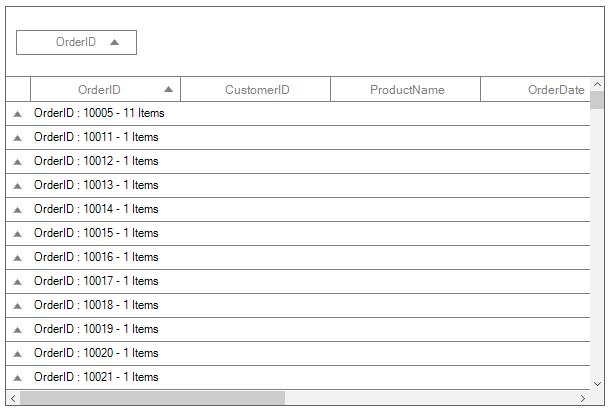 OrderID
OrderID CustomerID ProductName OrderDate
OrderID : 10005 - 11 Items
OrderID : 10011 - 1 Items
OrderID : 10012 - 1 Items
OrderID : 10013 - 1 Items
OrderID : 10014 - 1 Items
OrderID : 10015 - 1 Items
OrderID : 10016 - 1 Items
OrderID : 10017 - 1 Items
OrderID : 10018 - 1 Items
OrderID : 10019 - 1 Items
OrderID : 10020 - 1 Items
OrderID : 10021 - 1 Items